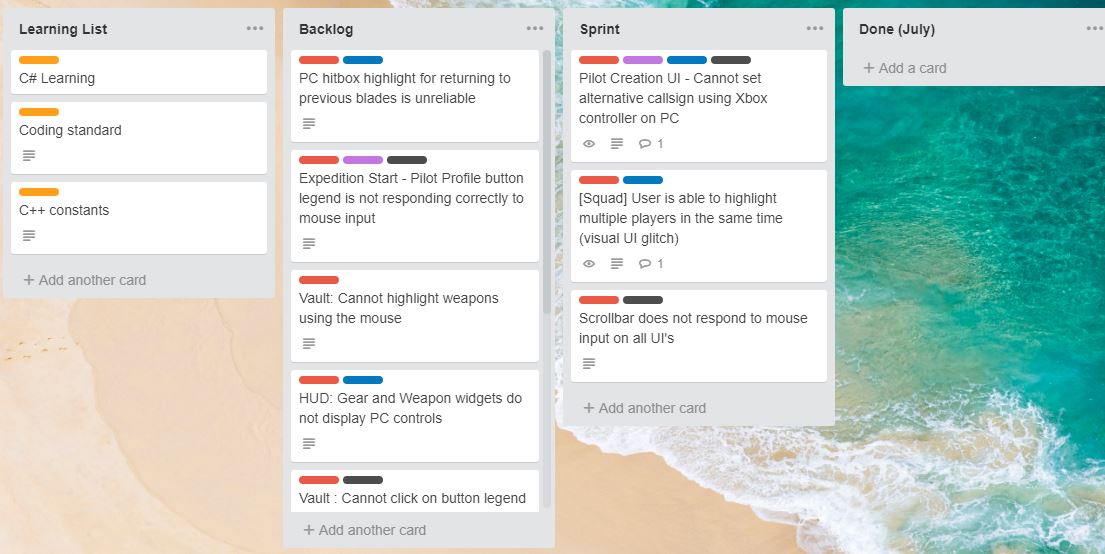 Learning List
C# Learning
Coding standard
C++ constants
+ Add another card
Backlog
PC hitbox highlight for returning to
previous blades is unreliable
Expedition Start - Pilot Profile button
legend is not responding correctly to
mouse input
Vault: Cannot highlight weapons
using the mouse
HUD: Gear and Weapon widgets do
not display PC controls
Vault : Cannot click on button legend
+ Add another card
Sprint
Pilot Creation UI - Cannot set
alternative callsign using Xbox
controller on PC
1
[Squad] User is able to highlight
multiple players in the same time
(visual UI glitch)
1
Scrollbar does not respond to mouse
input on all UI's
+ Add another card
Done (July)
+ Add a card